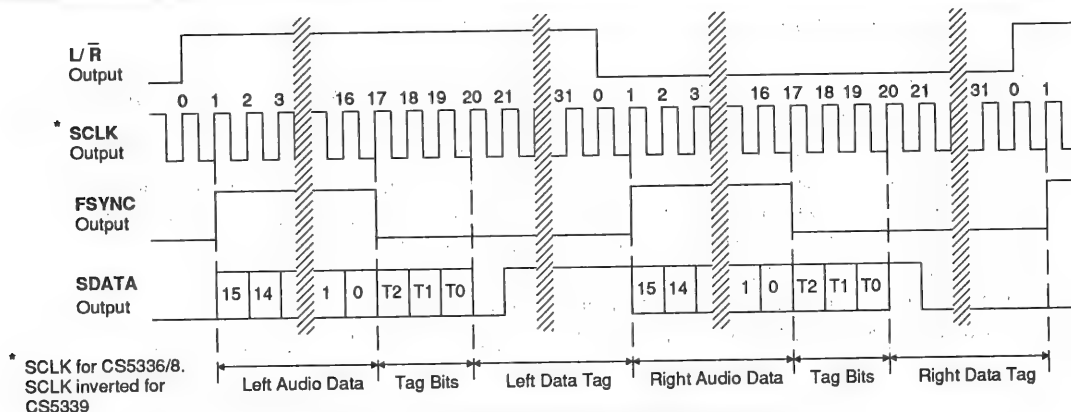 L/R̅
Output
0 1 2 3 16 17 18 19 20 21 31 0 1 2 3 16 17 18 19 20 21 31 0 1
* SCLK
Output
FSYNC
Output
SDATA
Output
15 14 1 0 T2 T1 T0 15 14 1 0 T2 T1 T0
Left Audio Data Tag Bits Left Data Tag Right Audio Data Tag Bits Right Data Tag
* SCLK for CS5336/8.
SCLK inverted for
CS5339